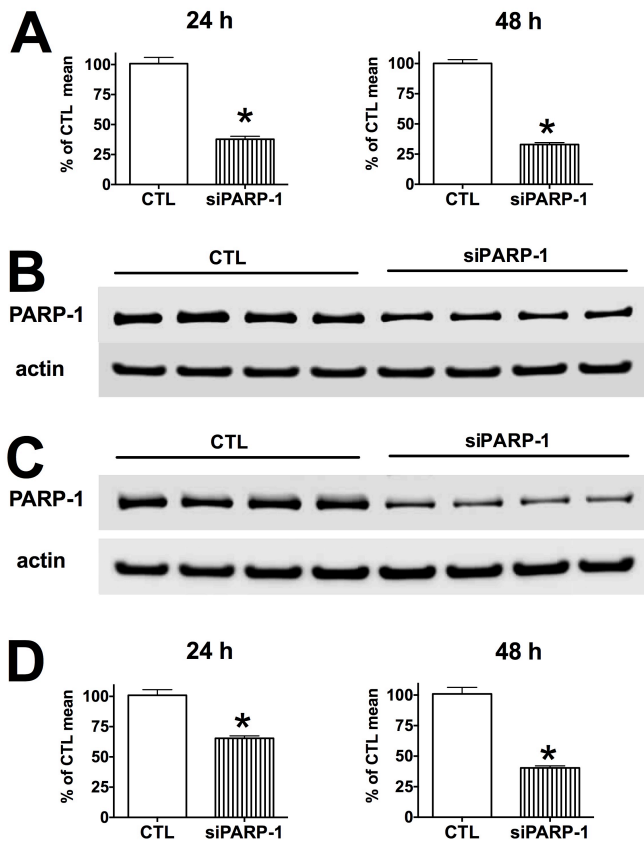 A
24 h
48 h
% of CTL mean
100
75
50
25
0
*
CTL
siPARP-1
% of CTL mean
100
75
50
25
0
*
CTL
siPARP-1
B
CTL
siPARP-1
PARP-1
actin
C
CTL
siPARP-1
PARP-1
actin
D
24 h
48 h
% of CTL mean
100
75
50
25
0
*
CTL
siPARP-1
% of CTL mean
100
75
50
25
0
*
CTL
siPARP-1